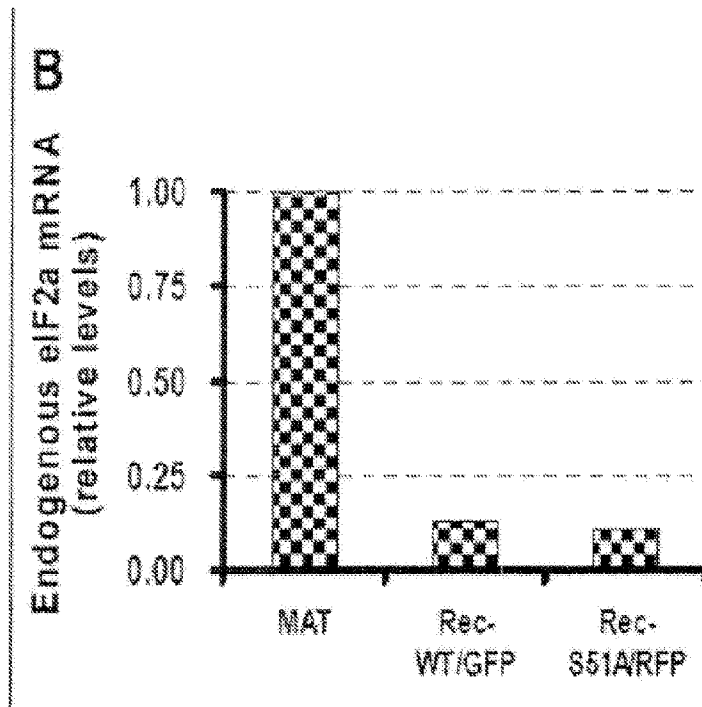 B
Endogenous eIF2a mRNA
(relative levels)
1.00
0.75
0.50
0.25
0.00
MAT
Rec-
WT/GFP
Rec-
S51A/RFP